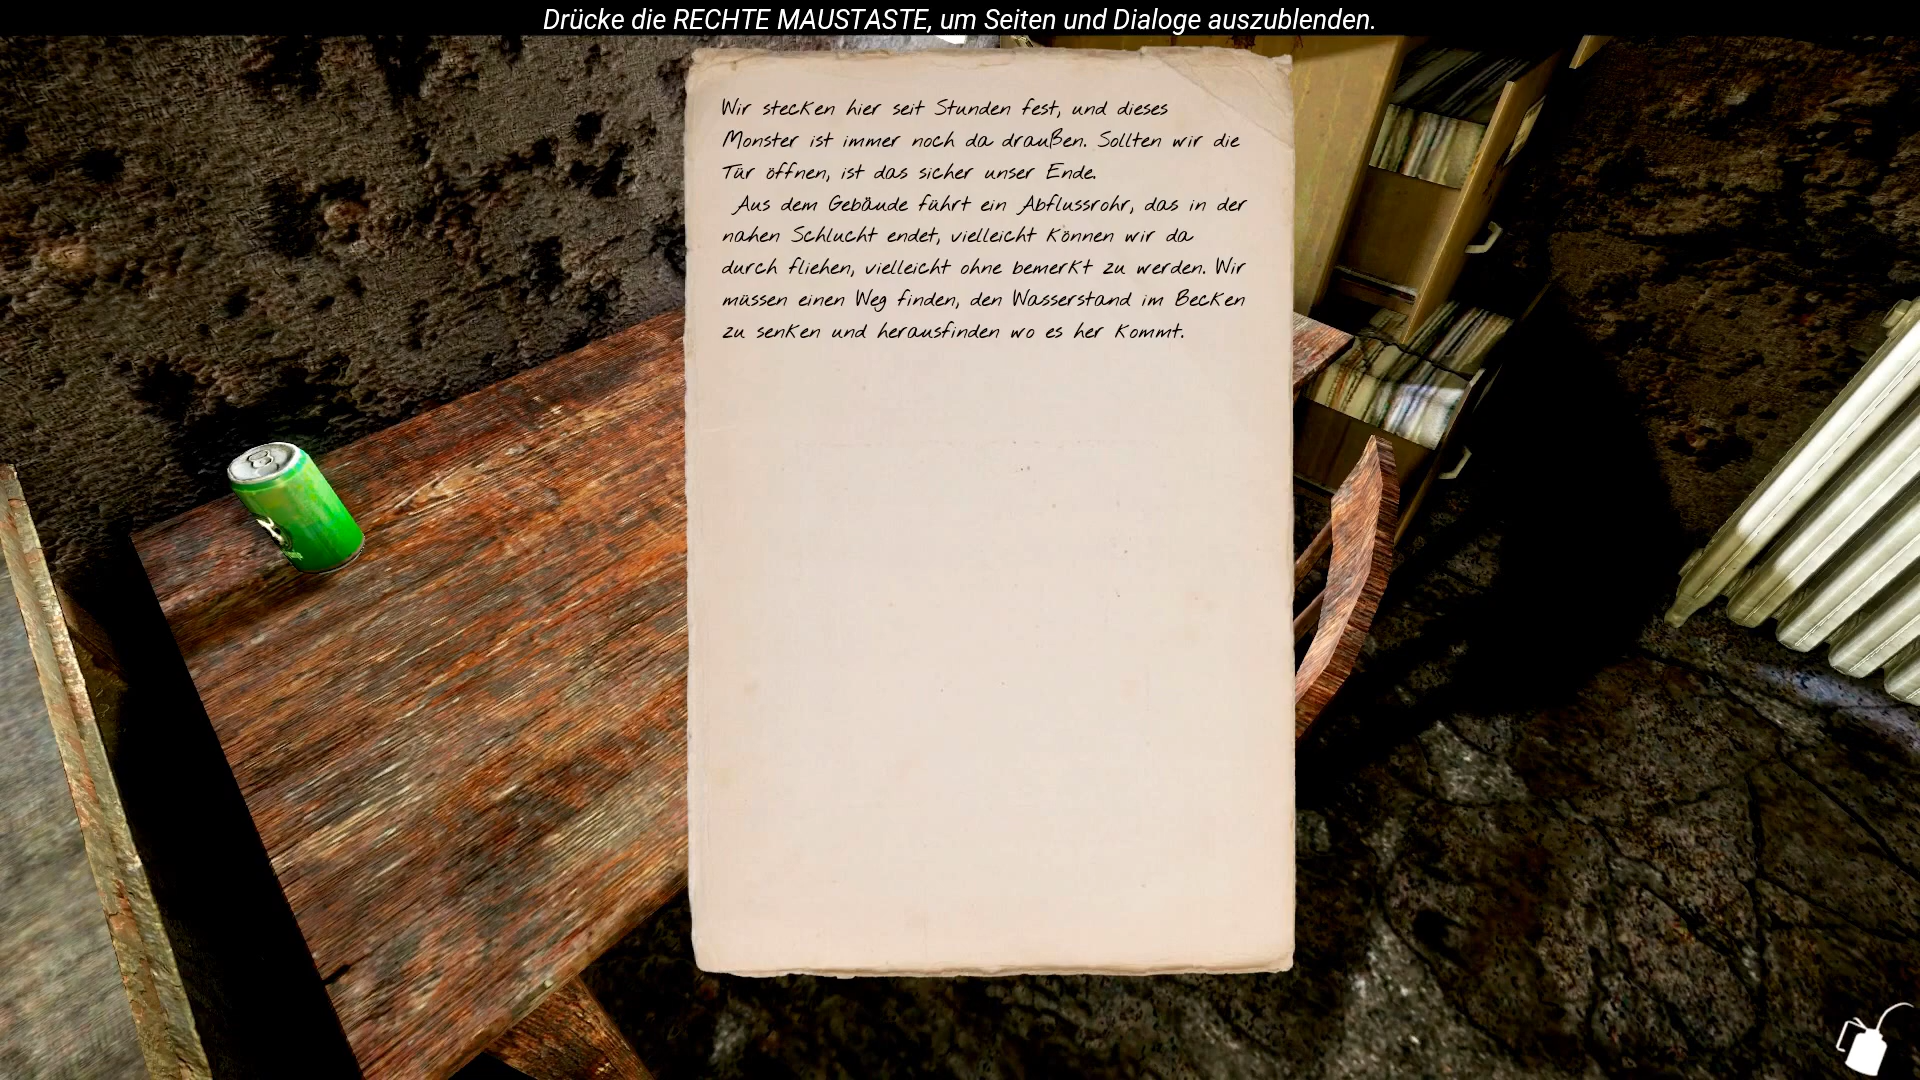 Drücke die RECHTE MAUSTASTE, um Seiten und Dialoge auszublenden.
Wir stecken hier seit Stunden fest, und dieses
Monster ist immer noch da draußen. Sollten wir die
Tür öffnen, ist das sicher unser Ende.
Aus dem Gebäude führt ein Abflussrohr, das in der
nahen Schlucht endet, vielleicht können wir da
durch fliehen, vielleicht ohne bemerkt zu werden. Wir
müssen einen Weg finden, den Wasserstand im Becken
zu senken und herausfinden wo es her kommt.